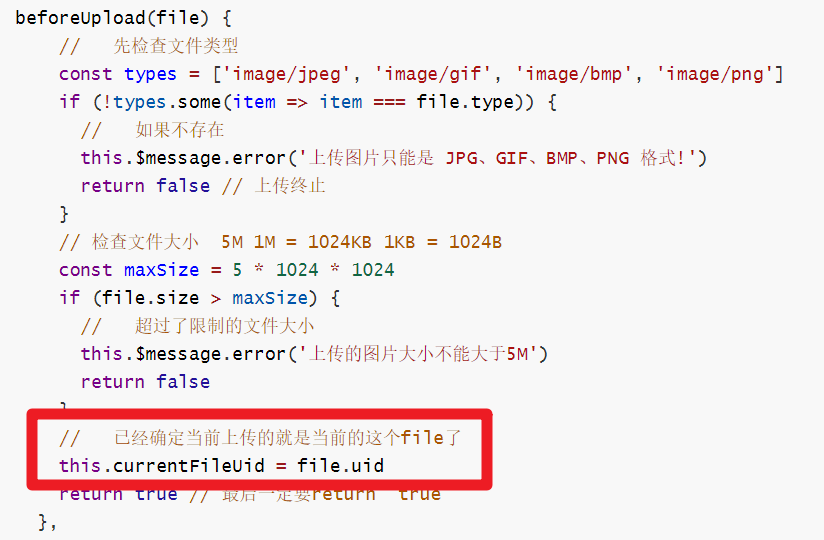 beforeUpload(file) {
//   先检查文件类型
const types = ['image/jpeg', 'image/gif', 'image/bmp', 'image/png']
if (!types.some(item => item === file.type)) {
//   如果不存在
this.$message.error('上传图片只能是 JPG、GIF、BMP、PNG 格式!')
return false // 上传终止
}
// 检查文件大小  5M 1M = 1024KB 1KB = 1024B
const maxSize = 5 * 1024 * 1024
if (file.size > maxSize) {
//   超过了限制的文件大小
this.$message.error('上传的图片大小不能大于5M')
return false
}
//   已经确定当前上传的就是当前的这个file了
this.currentFileUid = file.uid
return true // 最后一定要return  true
},